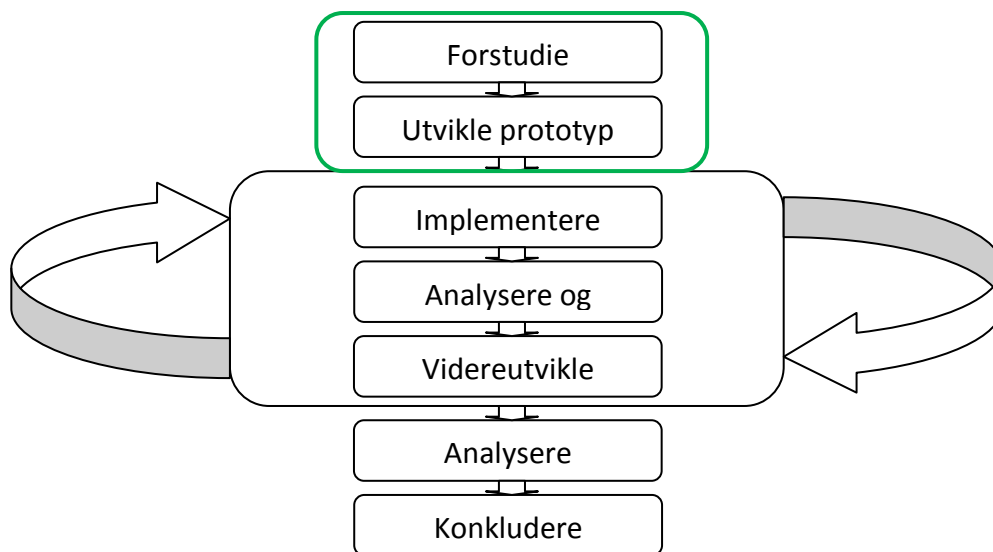 Forstudie
Utvikle prototyp
Implementere
Analysere og
Videreutvikle
Analysere
Konkludere